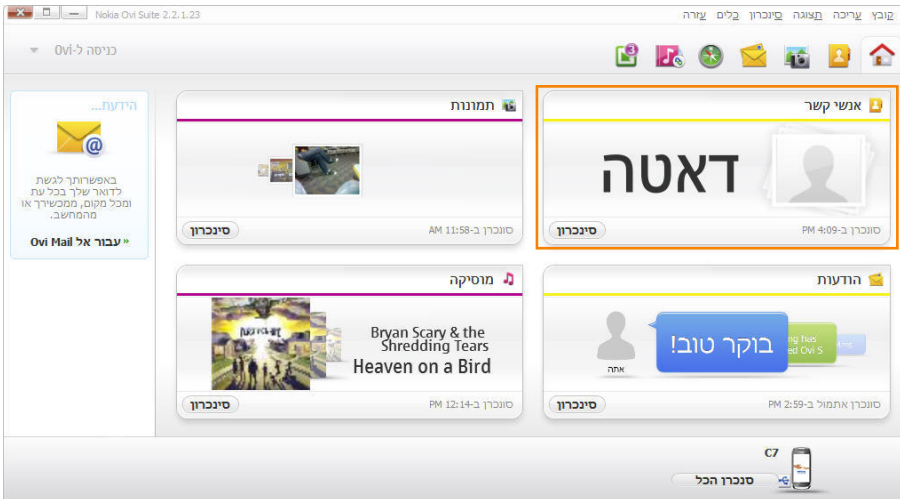 Nokia Ovi Suite 2.2.1.23
קובץ עריכה תצוגה סינכרון כלים עזרה
כניסה ל-Ovi
3
אנשי קשר
דאטה
סונכרן ב-4:09 PM
סינכרון
תמונות
סונכרן ב-11:58 AM
סינכרון
הידעת...
באפשרותך לגשת
לדואר שלך בכל עת
ומכל מקום, ממכשירך או
מהמחשב.
עבור אל Ovi Mail »
הודעות
בוקר טוב!
אתה
סונכרן אתמול ב-2:59 PM
סינכרון
מוסיקה
Bryan Scary & the
Shredding Tears
Heaven on a Bird
סונכרן ב-12:14 PM
סינכרון
C7
סנכרן הכל